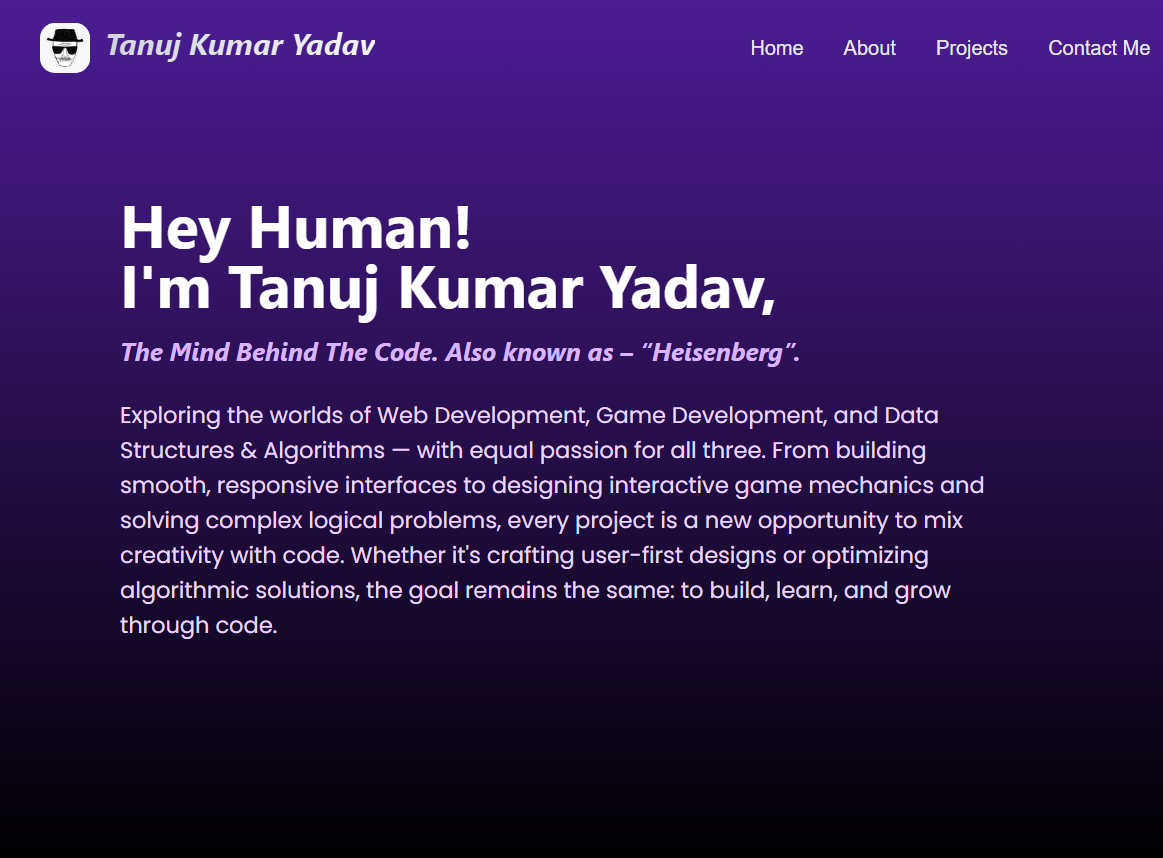 Tanuj Kumar Yadav
Home About Projects Contact Me
Hey Human!
I'm Tanuj Kumar Yadav,
The Mind Behind The Code. Also known as – “Heisenberg”.
Exploring the worlds of Web Development, Game Development, and Data
Structures & Algorithms — with equal passion for all three. From building
smooth, responsive interfaces to designing interactive game mechanics and
solving complex logical problems, every project is a new opportunity to mix
creativity with code. Whether it's crafting user-first designs or optimizing
algorithmic solutions, the goal remains the same: to build, learn, and grow
through code.